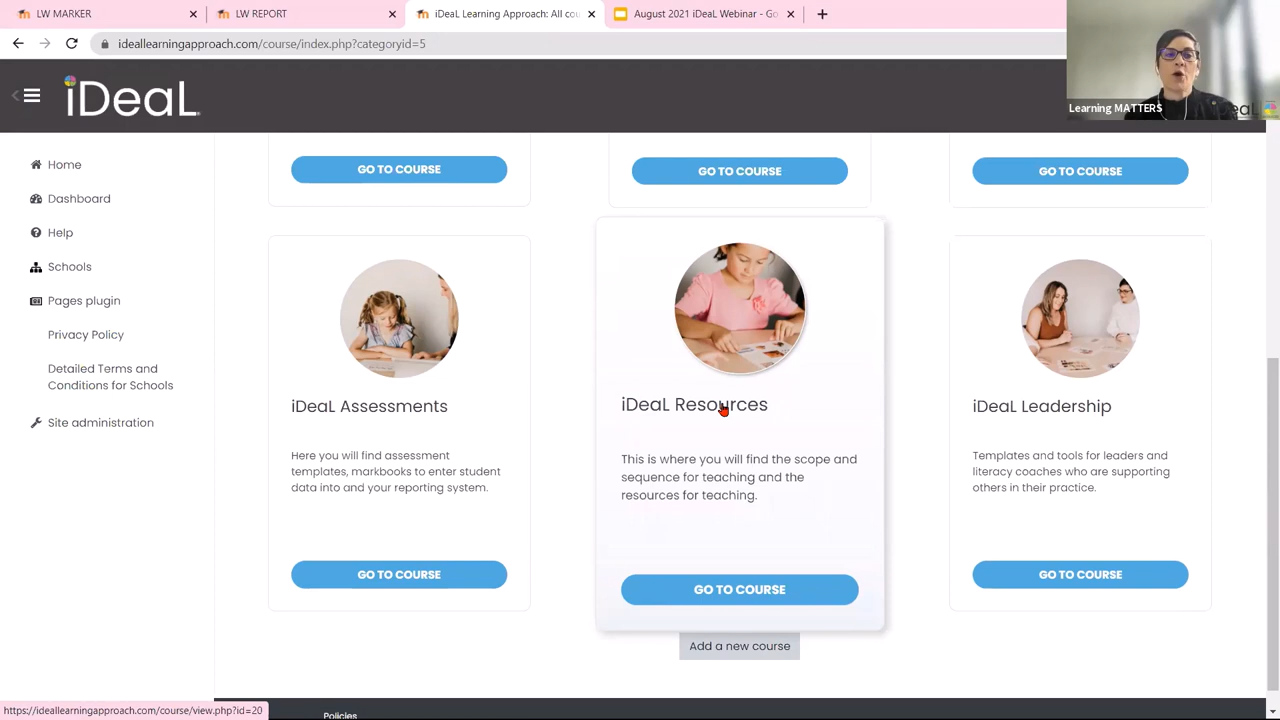 LW MARKER
LW REPORT
iDeaL Learning Approach: All cou
August 2021 iDeaL Webinar - Go
ideallearningapproach.com/course/index.php?categoryid=5
iDeaL
Learning MATTERS
iDeaL
Home
Dashboard
Help
Schools
Pages plugin
Privacy Policy
Detailed Terms and
Conditions for Schools
Site administration
GO TO COURSE
GO TO COURSE
GO TO COURSE
iDeaL Assessments
Here you will find assessment
templates, markbooks to enter student
data into and your reporting system.
GO TO COURSE
iDeaL Resources
This is where you will find the scope and
sequence for teaching and the
resources for teaching.
GO TO COURSE
iDeaL Leadership
Templates and tools for leaders and
literacy coaches who are supporting
others in their practice.
GO TO COURSE
Add a new course
https://ideallearningapproach.com/course/view.php?id=20
Policies